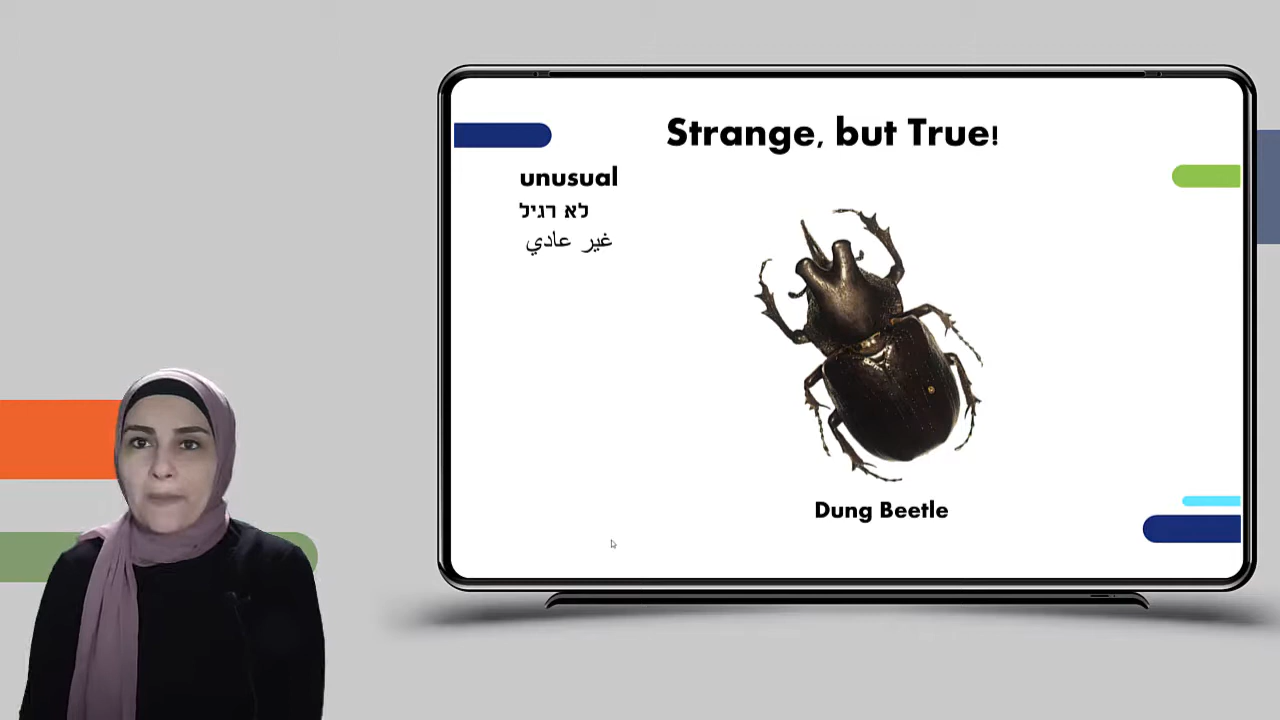 Strange, but True!
unusual
לא רגיל
غير عادي
Dung Beetle